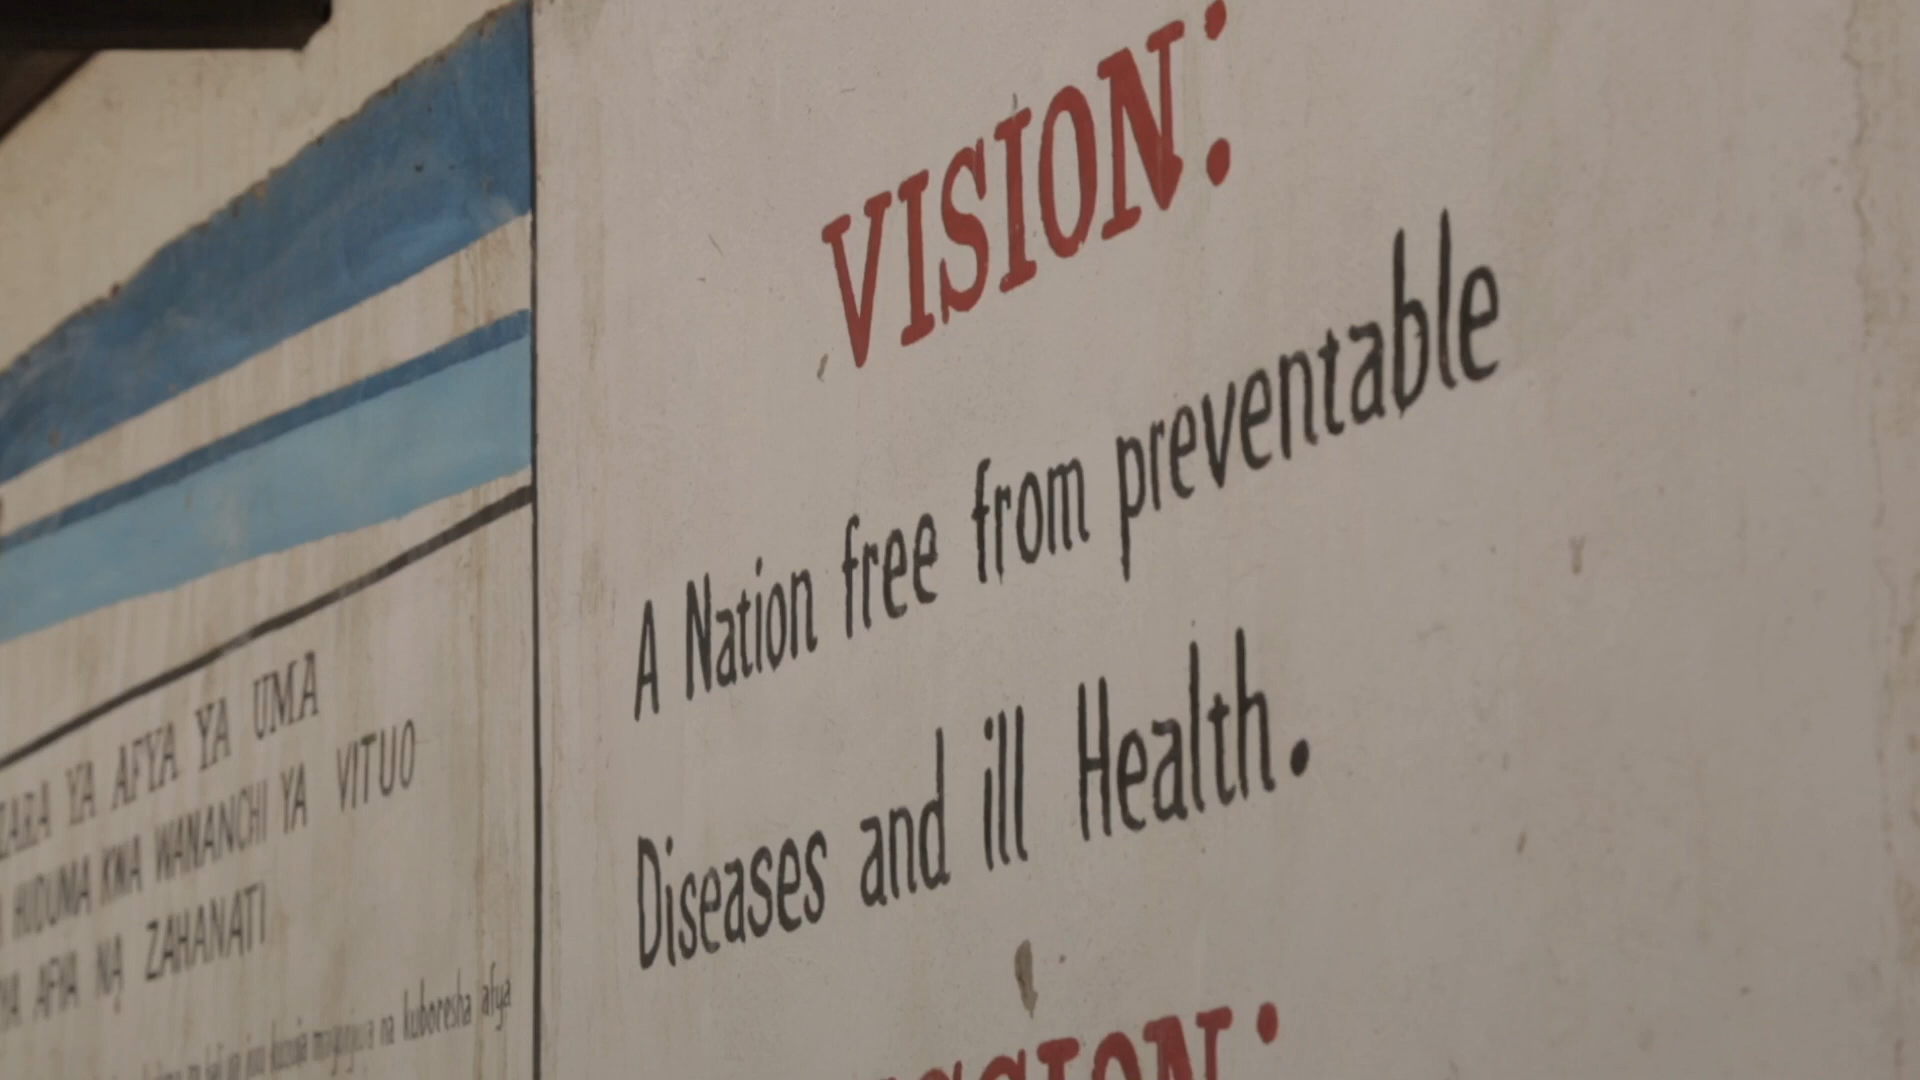 VISION:
A Nation free from preventable
Diseases and ill Health.
YA AFYA YA UMA
HUDUMA KWA WANANCHI YA VITUO
YA AFYA NA ZAHANATI
na kuboresha afya